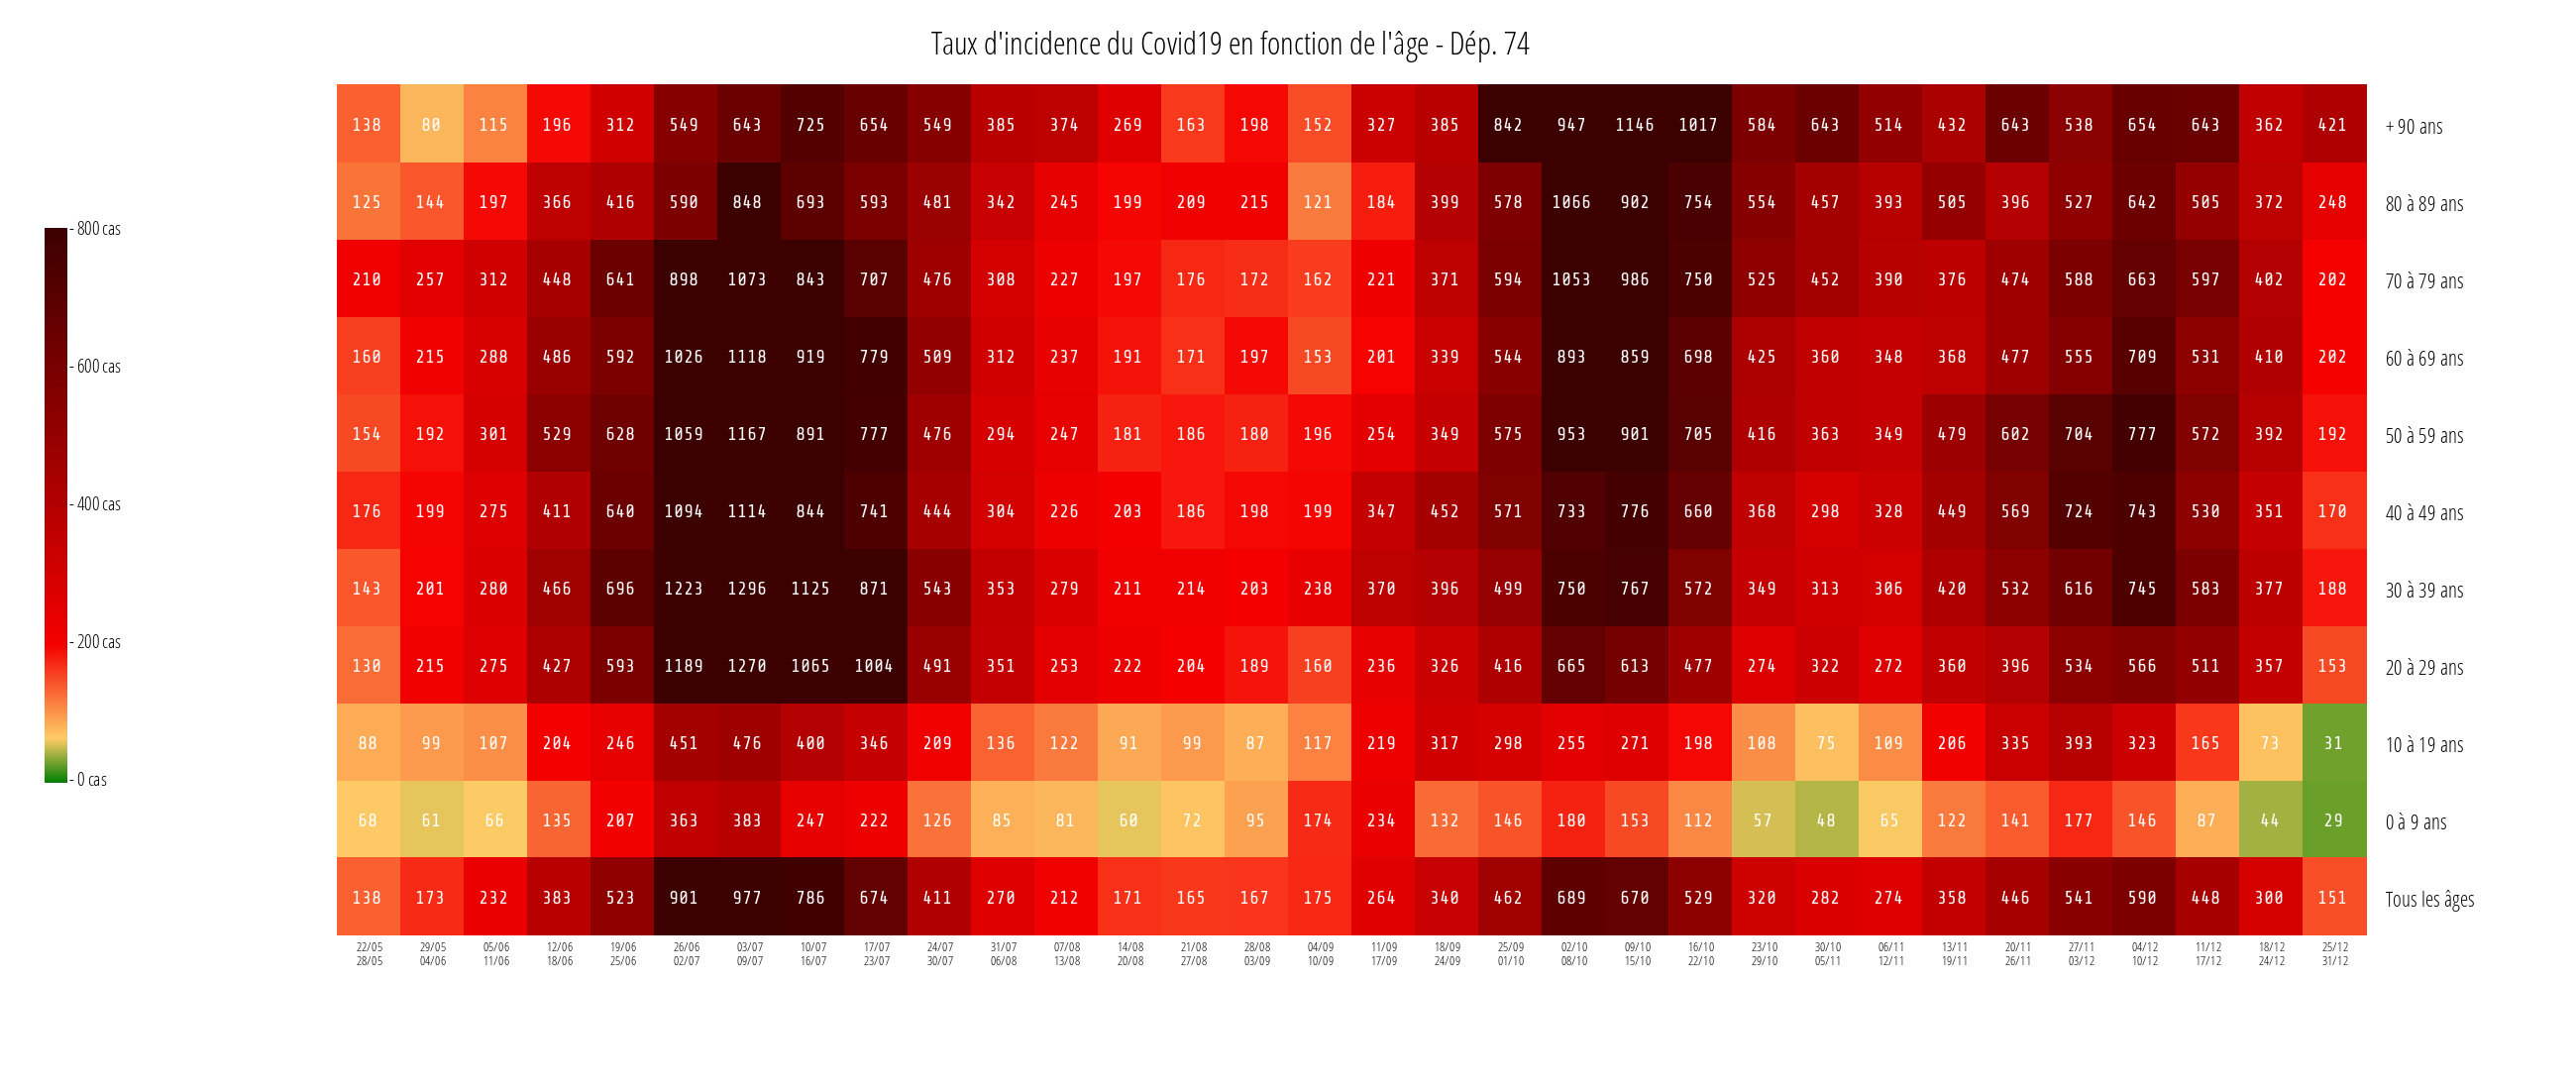 Taux d'incidence du Covid19 en fonction de l'âge - Dép. 74
138 80 115 196 312 549 643 725 654 549 385 374 269 163 198 152 327 385 842 947 1146 1017 584 643 514 432 643 538 654 643 362 421 + 90 ans
125 144 197 366 416 590 848 693 593 481 342 245 199 209 215 121 184 399 578 1066 902 754 554 457 393 505 396 527 642 505 372 248 80 à 89 ans
- 800 cas
210 257 312 448 641 898 1073 843 707 476 308 227 197 176 172 162 221 371 594 1053 986 750 525 452 390 376 474 588 663 597 402 202 70 à 79 ans
160 215 288 486 592 1026 1118 919 779 509 312 237 191 171 197 153 201 339 544 893 859 698 425 360 348 368 477 555 709 531 410 202 60 à 69 ans
- 600 cas
154 192 301 529 628 1059 1167 891 777 476 294 247 181 186 180 196 254 349 575 953 901 705 416 363 349 479 602 704 777 572 392 192 50 à 59 ans
- 400 cas
176 199 275 411 640 1094 1114 844 741 444 304 226 203 186 198 199 347 452 571 733 776 660 368 298 328 449 569 724 743 530 351 170 40 à 49 ans
143 201 280 466 696 1223 1296 1125 871 543 353 279 211 214 203 238 370 396 499 750 767 572 349 313 306 420 532 616 745 583 377 188 30 à 39 ans
- 200 cas
130 215 275 427 593 1189 1270 1065 1004 491 351 253 222 204 189 160 236 326 416 665 613 477 274 322 272 360 396 534 566 511 357 153 20 à 29 ans
88 99 107 204 246 451 476 400 346 209 136 122 91 99 87 117 219 317 298 255 271 198 108 75 109 206 335 393 323 165 73 31 10 à 19 ans
- 0 cas
68 61 66 135 207 363 383 247 222 126 85 81 60 72 95 174 234 132 146 180 153 112 57 48 65 122 141 177 146 87 44 29 0 à 9 ans
138 173 232 383 523 901 977 786 674 411 270 212 171 165 167 175 264 340 462 689 670 529 320 282 274 358 446 541 590 448 300 151 Tous les âges
22/05 29/05 05/06 12/06 19/06 26/06 03/07 10/07 17/07 24/07 31/07 07/08 14/08 21/08 28/08 04/09 11/09 18/09 25/09 02/10 09/10 16/10 23/10 30/10 06/11 13/11 20/11 27/11 04/12 11/12 18/12 25/12
28/05 04/06 11/06 18/06 25/06 02/07 09/07 16/07 23/07 30/07 06/08 13/08 20/08 27/08 03/09 10/09 17/09 24/09 01/10 08/10 15/10 22/10 29/10 05/11 12/11 19/11 26/11 03/12 10/12 17/12 24/12 31/12